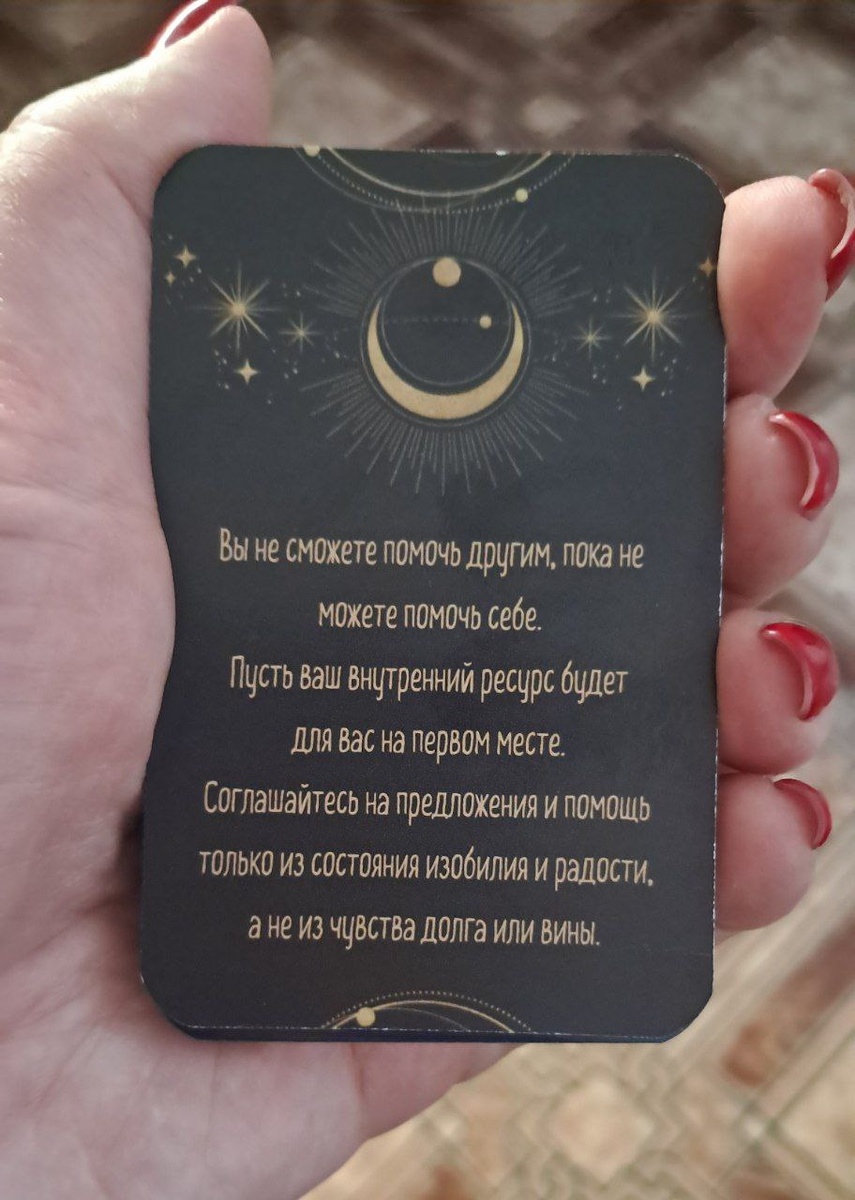 Вы не сможете помочь другим, пока не
можете помочь себе.
Пусть ваш внутренний ресурс будет
для вас на первом месте.
Соглашайтесь на предложения и помощь
только из состояния изобилия и радости,
а не из чувства долга или вины.